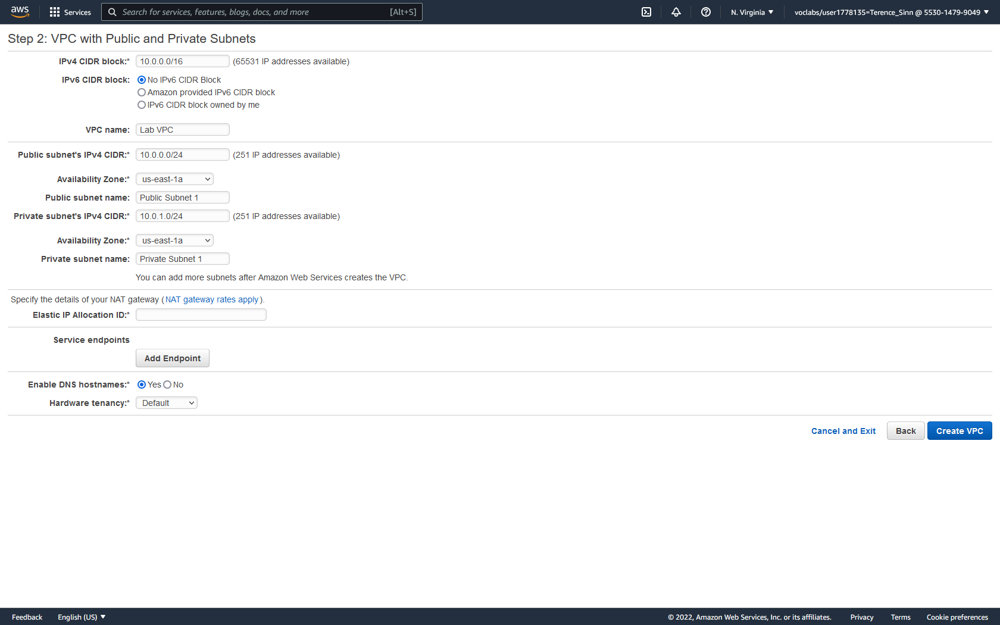 aws Services Search for services, features, blogs, docs, and more [Alt+S] N. Virginia ▼ voclabs/user1778135=Terence_Sinn @ 5530-1479-9049 ▼
Step 2: VPC with Public and Private Subnets
IPv4 CIDR block:* 10.0.0.0/16 (65531 IP addresses available)
IPv6 CIDR block: No IPv6 CIDR Block
Amazon provided IPv6 CIDR block
IPv6 CIDR block owned by me
VPC name: Lab VPC
Public subnet's IPv4 CIDR:* 10.0.0.0/24 (251 IP addresses available)
Availability Zone:* us-east-1a
Public subnet name: Public Subnet 1
Private subnet's IPv4 CIDR:* 10.0.1.0/24 (251 IP addresses available)
Availability Zone:* us-east-1a
Private subnet name: Private Subnet 1
You can add more subnets after Amazon Web Services creates the VPC.
Specify the details of your NAT gateway (NAT gateway rates apply).
Elastic IP Allocation ID:*
Service endpoints
Add Endpoint
Enable DNS hostnames:* Yes No
Hardware tenancy:* Default
Cancel and Exit Back Create VPC
Feedback English (US) ▼ © 2022, Amazon Web Services, Inc. or its affiliates. Privacy Terms Cookie preferences